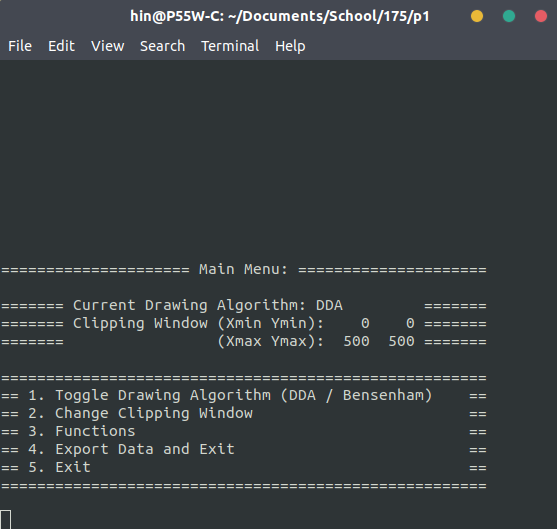 hin@P55W-C: ~/Documents/School/175/p1
File Edit View Search Terminal Help
===================== Main Menu: =====================
======= Current Drawing Algorithm: DDA         =======
======= Clipping Window (Xmin Ymin):    0    0 =======
=======                 (Xmax Ymax):  500  500 =======
======================================================
== 1. Toggle Drawing Algorithm (DDA / Bensenham)    ==
== 2. Change Clipping Window                        ==
== 3. Functions                                     ==
== 4. Export Data and Exit                          ==
== 5. Exit                                          ==
======================================================